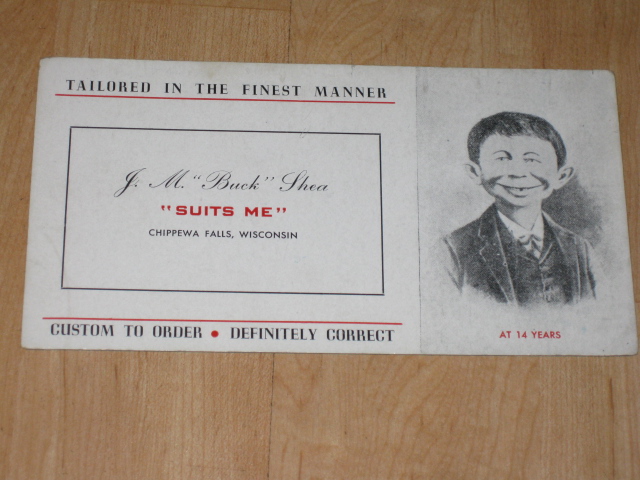 TAILORED IN THE FINEST MANNER
J. M. "Buck" Shea
"SUITS ME"
CHIPPEWA FALLS, WISCONSIN
CUSTOM TO ORDER • DEFINITELY CORRECT
AT 14 YEARS